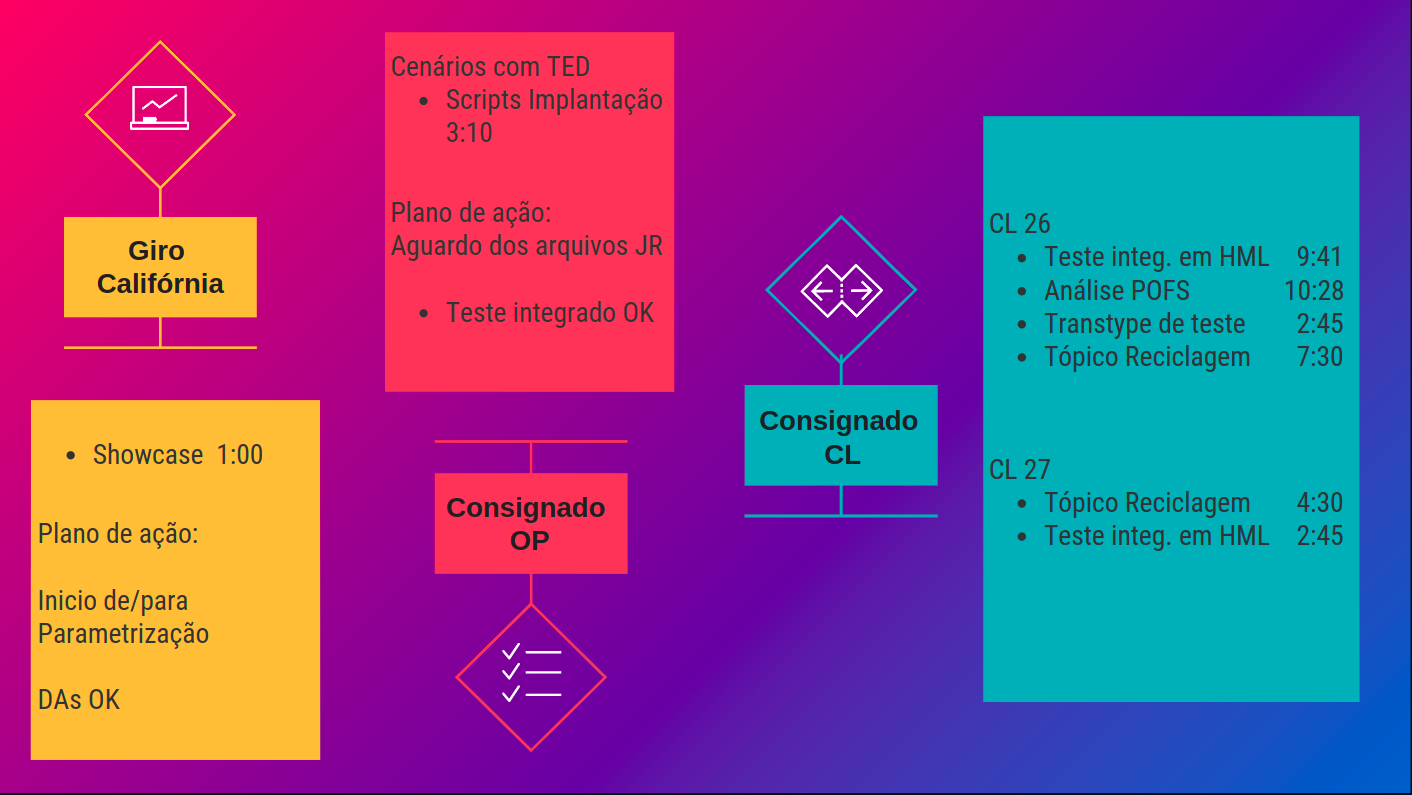 Giro
Califórnia
• Showcase 1:00
Plano de ação:
Inicio de/para
Parametrização
DAs OK
Cenários com TED
• Scripts Implantação
3:10
Plano de ação:
Aguardo dos arquivos JR
• Teste integrado OK
Consignado
OP
Consignado
CL
CL 26
• Teste integ. em HML 9:41
• Análise POFS 10:28
• Transtype de teste 2:45
• Tópico Reciclagem 7:30
CL 27
• Tópico Reciclagem 4:30
• Teste integ. em HML 2:45